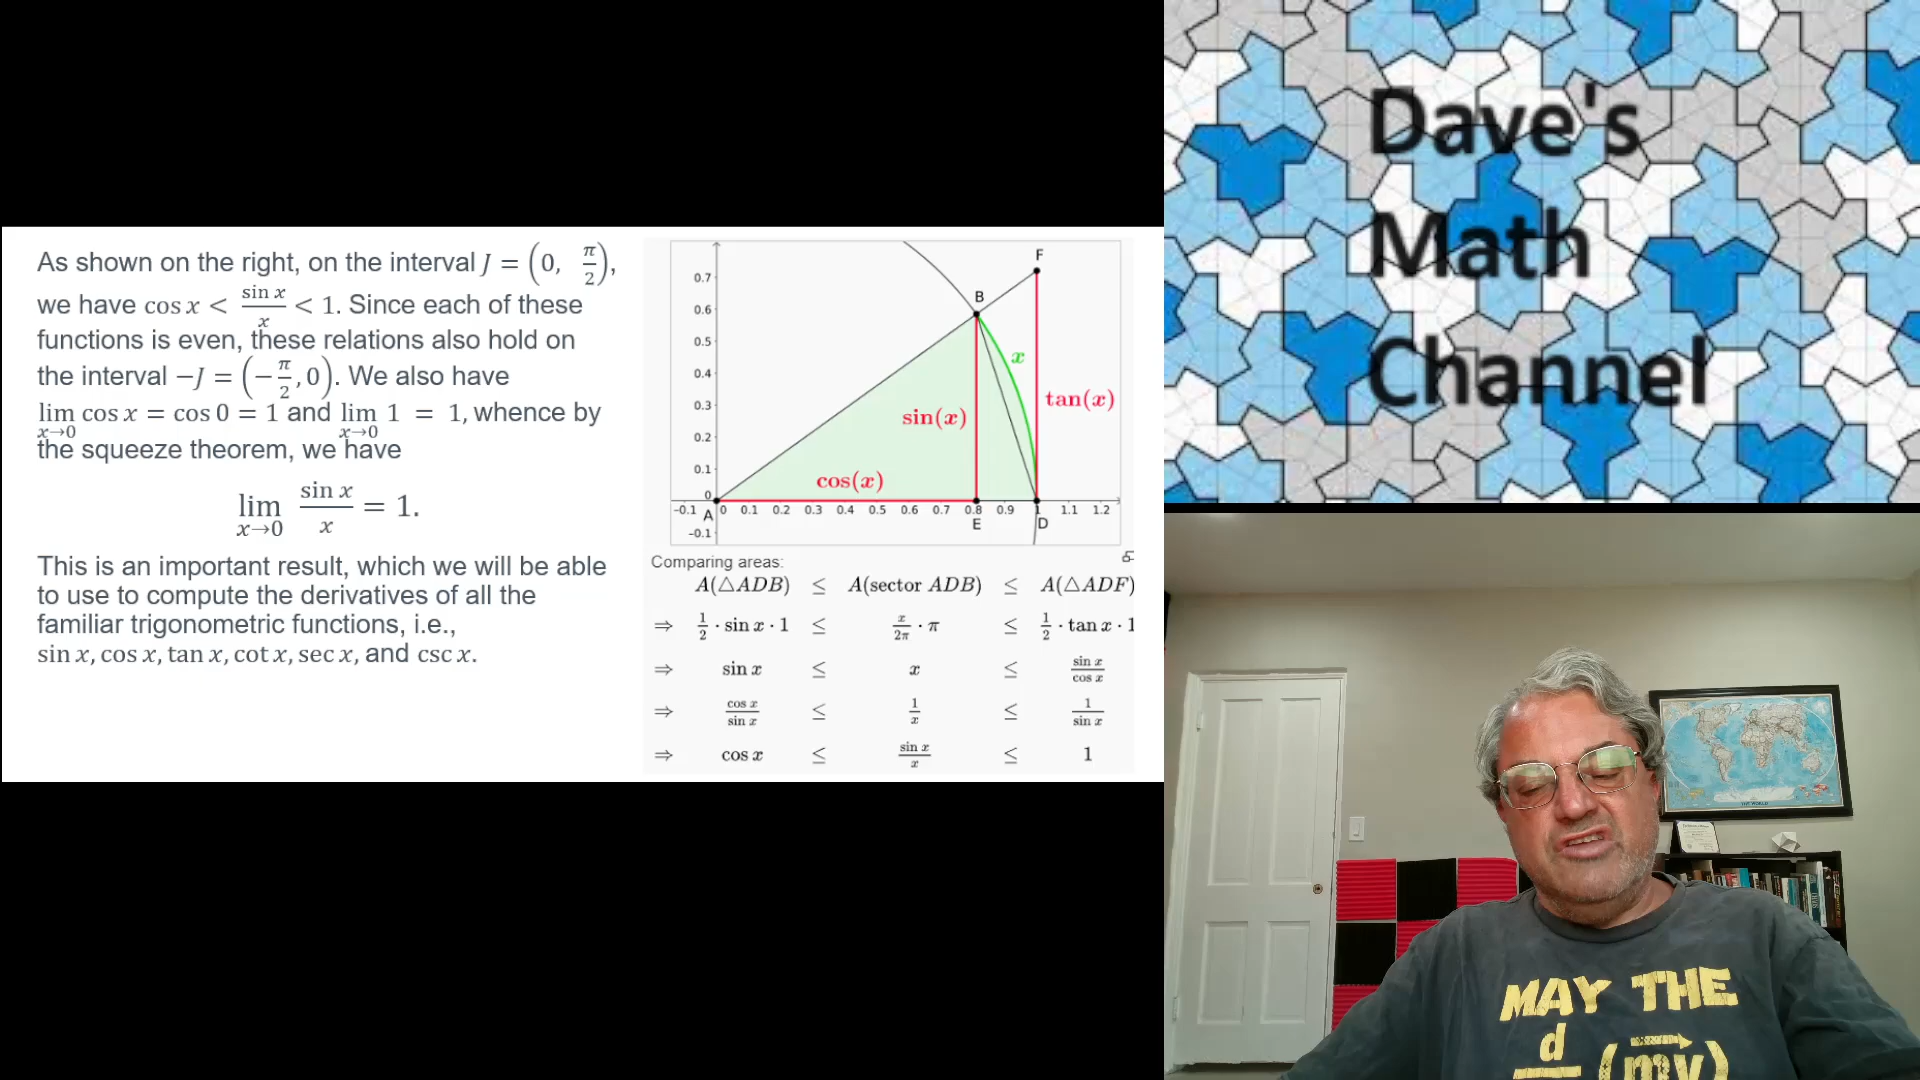 As shown on the right, on the interval J = (0, π/2),
we have cos x < sin x / x < 1. Since each of these
functions is even, these relations also hold on
the interval −J = (−π/2, 0). We also have
lim x→0 cos x = cos 0 = 1 and lim x→0 1 = 1, whence by
the squeeze theorem, we have
lim x→0 sin x / x = 1.
This is an important result, which we will be able
to use to compute the derivatives of all the
familiar trigonometric functions, i.e.,
sin x, cos x, tan x, cot x, sec x, and csc x.
F
0.7
B
0.6
0.5
x
0.4
tan(x)
sin(x)
0.3
0.2
cos(x)
0.1
0
-0.1 0 0.1 0.2 0.3 0.4 0.5 0.6 0.7 0.8 0.9 1 1.1 1.2
A E D
-0.1
Comparing areas:
A(△ADB) ≤ A(sector ADB) ≤ A(△ADF)
⇒ 1/2 · sin x · 1 ≤ x/2π · π ≤ 1/2 · tan x · 1
⇒ sin x ≤ x ≤ sin x / cos x
⇒ cos x / sin x ≤ 1/x ≤ 1 / sin x
⇒ cos x ≤ sin x / x ≤ 1
Dave's
Math
Channel
THE WORLD
MAY THE
d
(mv)